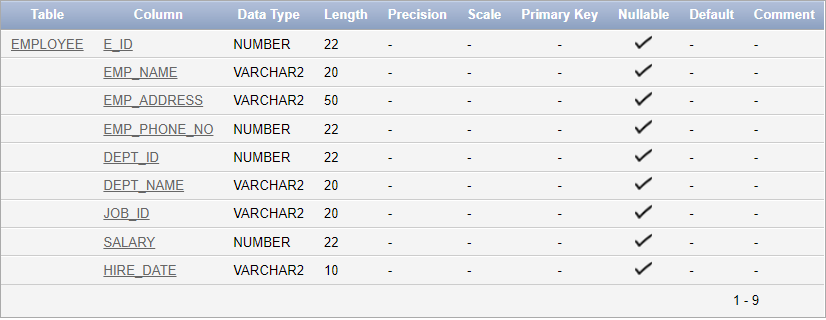 Table Column Data Type Length Precision Scale Primary Key Nullable Default Comment
EMPLOYEE E_ID NUMBER 22 - - - ✓ - -
EMP_NAME VARCHAR2 20 - - - ✓ - -
EMP_ADDRESS VARCHAR2 50 - - - ✓ - -
EMP_PHONE_NO NUMBER 22 - - - ✓ - -
DEPT_ID NUMBER 22 - - - ✓ - -
DEPT_NAME VARCHAR2 20 - - - ✓ - -
JOB_ID VARCHAR2 20 - - - ✓ - -
SALARY NUMBER 22 - - - ✓ - -
HIRE_DATE VARCHAR2 10 - - - ✓ - -
1 - 9